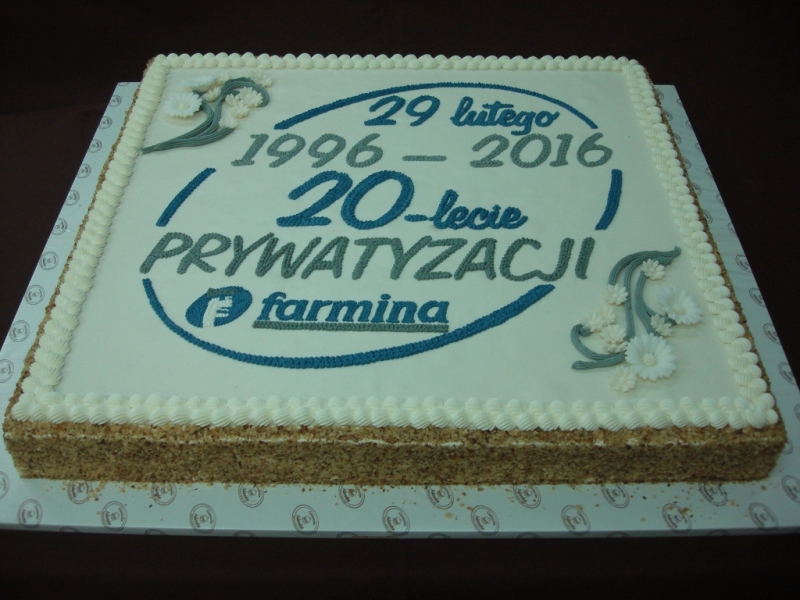 29 lutego
1996 – 2016
20-lecie
PRYWATYZACJI
farmina